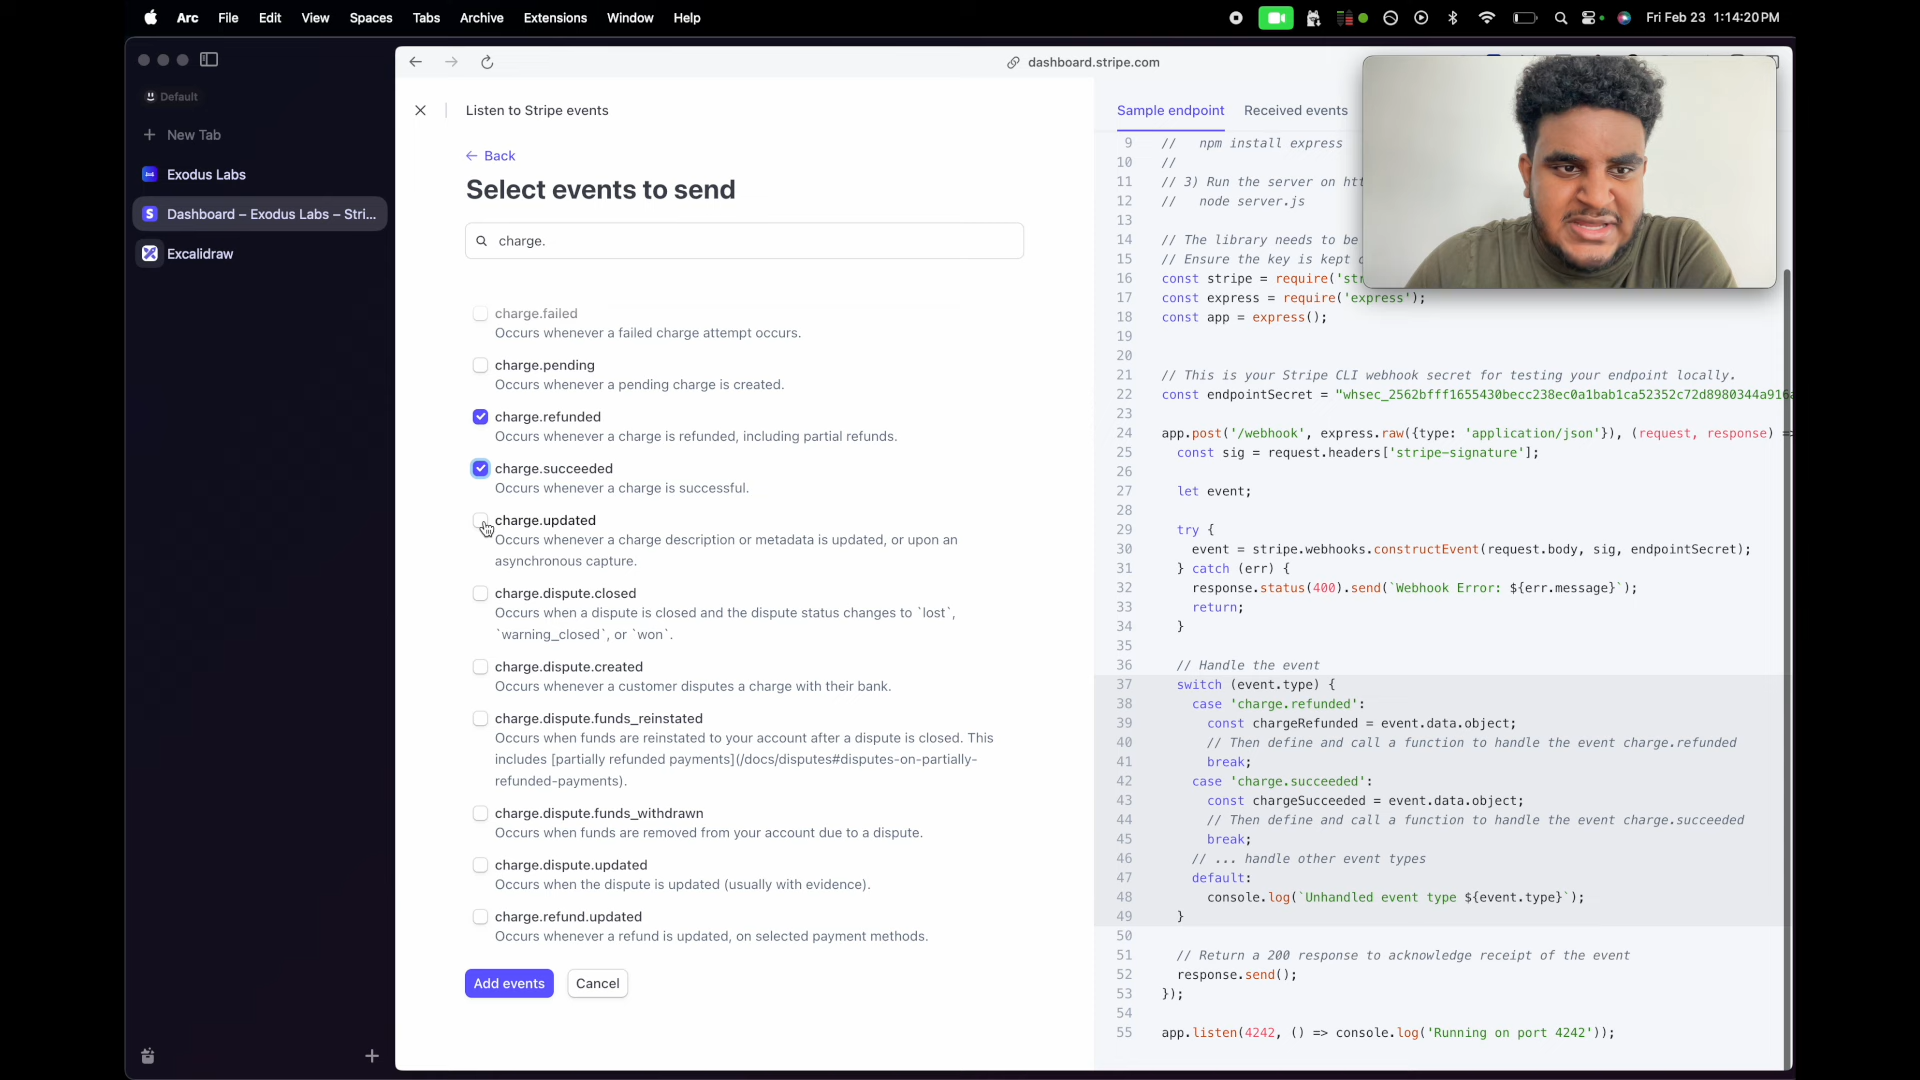 Arc File Edit View Spaces Tabs Archive Extensions Window Help
Fri Feb 23 1:14:20 PM
Default
New Tab
Exodus Labs
Dashboard – Exodus Labs – Stri...
Excalidraw
dashboard.stripe.com
Listen to Stripe events
← Back
Select events to send
charge.
charge.failed
Occurs whenever a failed charge attempt occurs.
charge.pending
Occurs whenever a pending charge is created.
charge.refunded
Occurs whenever a charge is refunded, including partial refunds.
charge.succeeded
Occurs whenever a charge is successful.
charge.updated
Occurs whenever a charge description or metadata is updated, or upon an
asynchronous capture.
charge.dispute.closed
Occurs when a dispute is closed and the dispute status changes to `lost`,
`warning_closed`, or `won`.
charge.dispute.created
Occurs whenever a customer disputes a charge with their bank.
charge.dispute.funds_reinstated
Occurs when funds are reinstated to your account after a dispute is closed. This
includes [partially refunded payments](/docs/disputes#disputes-on-partially-
refunded-payments).
charge.dispute.funds_withdrawn
Occurs when funds are removed from your account due to a dispute.
charge.dispute.updated
Occurs when the dispute is updated (usually with evidence).
charge.refund.updated
Occurs whenever a refund is updated, on selected payment methods.
Add events Cancel
Sample endpoint Received events
9 // npm install express
10 //
11 // 3) Run the server on
12 // node server.js
13
14 // The library needs to be
15 // Ensure the key is kept
16 const stripe = require(
17 const express = require('express');
18 const app = express();
19
20
21 // This is your Stripe CLI webhook secret for testing your endpoint locally.
22 const endpointSecret = "whsec_2562bfff1655430becc238ec0a1bab1ca52352c72d8980344a916
23
24 app.post('/webhook', express.raw({type: 'application/json'}), (request, response) =
25 const sig = request.headers['stripe-signature'];
26
27 let event;
28
29 try {
30 event = stripe.webhooks.constructEvent(request.body, sig, endpointSecret);
31 } catch (err) {
32 response.status(400).send(`Webhook Error: ${err.message}`);
33 return;
34 }
35
36 // Handle the event
37 switch (event.type) {
38 case 'charge.refunded':
39 const chargeRefunded = event.data.object;
40 // Then define and call a function to handle the event charge.refunded
41 break;
42 case 'charge.succeeded':
43 const chargeSucceeded = event.data.object;
44 // Then define and call a function to handle the event charge.succeeded
45 break;
46 // ... handle other event types
47 default:
48 console.log(`Unhandled event type ${event.type}`);
49 }
50
51 // Return a 200 response to acknowledge receipt of the event
52 response.send();
53 });
54
55 app.listen(4242, () => console.log('Running on port 4242'));